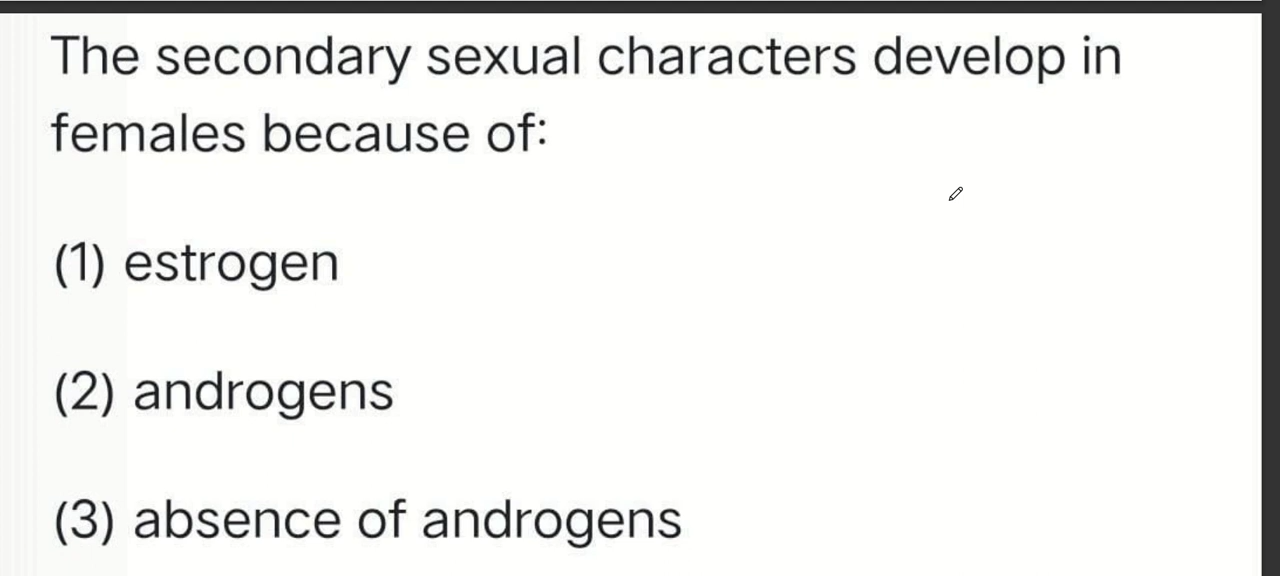 The secondary sexual characters develop in
females because of:
(1) estrogen
(2) androgens
(3) absence of androgens